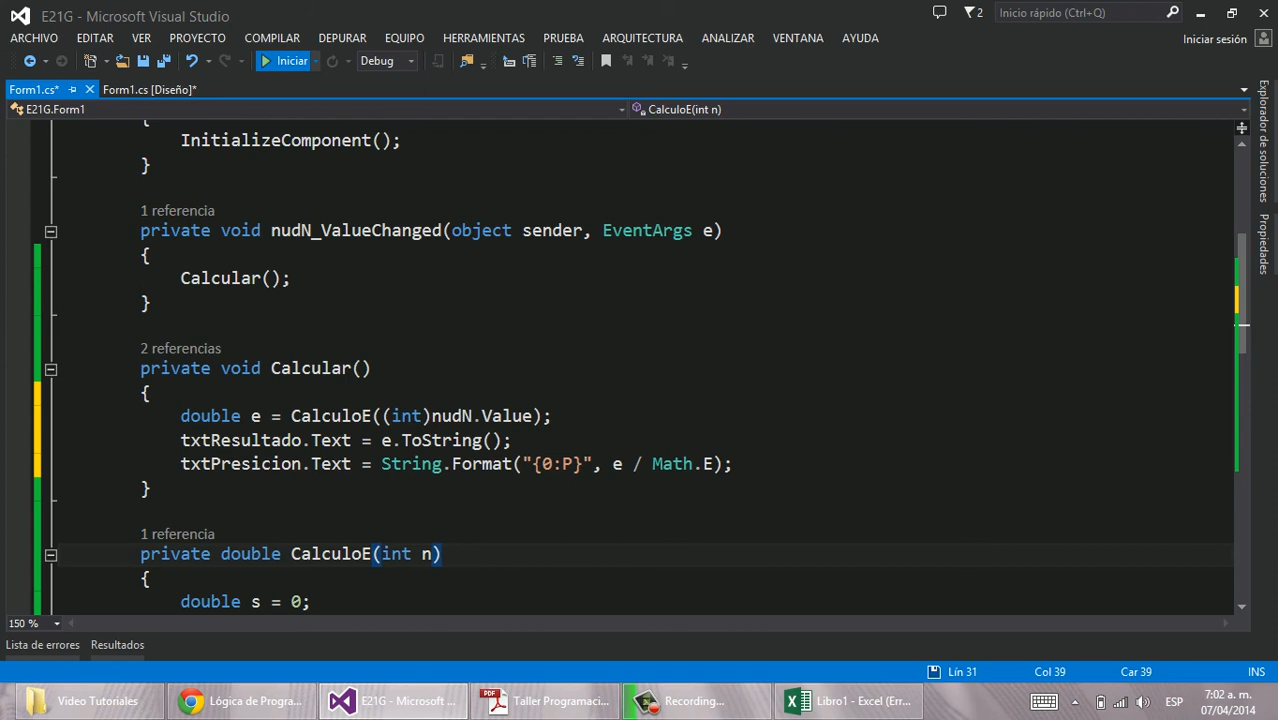 E21G - Microsoft Visual Studio
2
Inicio rápido (Ctrl+Q)
ARCHIVO EDITAR VER PROYECTO COMPILAR DEPURAR EQUIPO HERRAMIENTAS PRUEBA ARQUITECTURA ANALIZAR VENTANA AYUDA
Iniciar sesión
Iniciar Debug
Form1.cs* Form1.cs [Diseño]*
E21G.Form1 CalculoE(int n)
Explorador de soluciones
Propiedades
{
InitializeComponent();
}
1 referencia
private void nudN_ValueChanged(object sender, EventArgs e)
{
Calcular();
}
2 referencias
private void Calcular()
{
double e = CalculoE((int)nudN.Value);
txtResultado.Text = e.ToString();
txtPresicion.Text = String.Format("{0:P}", e / Math.E);
}
1 referencia
private double CalculoE(int n)
{
double s = 0;
150 %
Lista de errores Resultados
Lín 31 Col 39 Car 39 INS
Video Tutoriales Lógica de Progra... E21G - Microsoft ... PDF Taller Programaci... Recording... Libro1 - Excel (Err... ESP 7:02 a. m.
07/04/2014